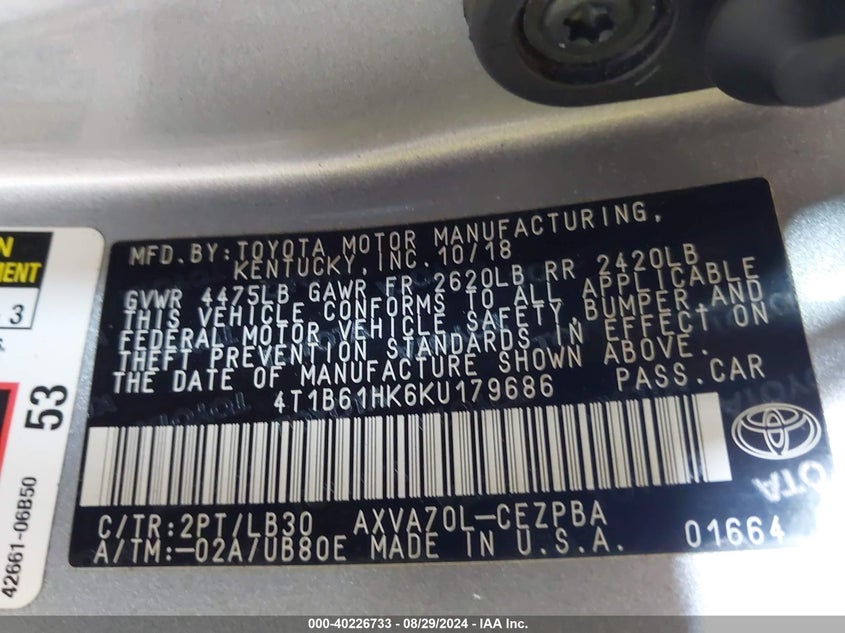 MFD.BY:TOYOTA MOTOR MANUFACTURING,
KENTUCKY, INC. 10/18
GVWR 4475LB GAWR FR 2620LB RR 2420LB
THIS VEHICLE CONFORMS TO ALL APPLICABLE
FEDERAL MOTOR VEHICLE SAFETY,BUMPER,AND
THEFT PREVENTION STANDARDS IN EFFECT ON
THE DATE OF MANUFACTURE SHOWN ABOVE.
4T1B61HK6KU179686 PASS.CAR
C/TR:2PT/LB30 AXVA70L-CEZPBA
A/TM:-02A/UB80E MADE IN U.S.A. 01664
TOYOTA
53
42661-06B50
3
000-40226733 - 08/29/2024 - IAA Inc.